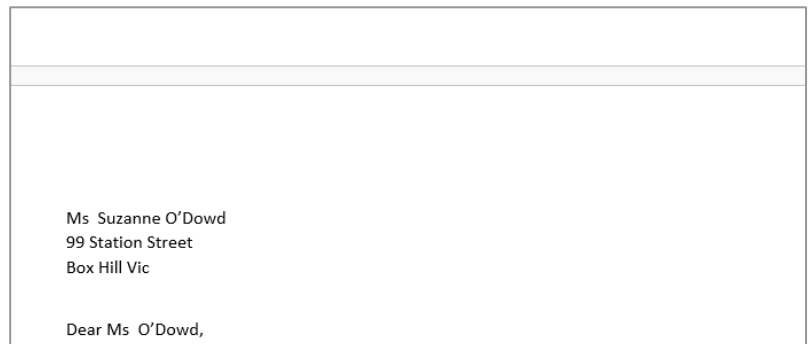 Ms  Suzanne O’Dowd
99 Station Street
Box Hill Vic
Dear Ms  O’Dowd,